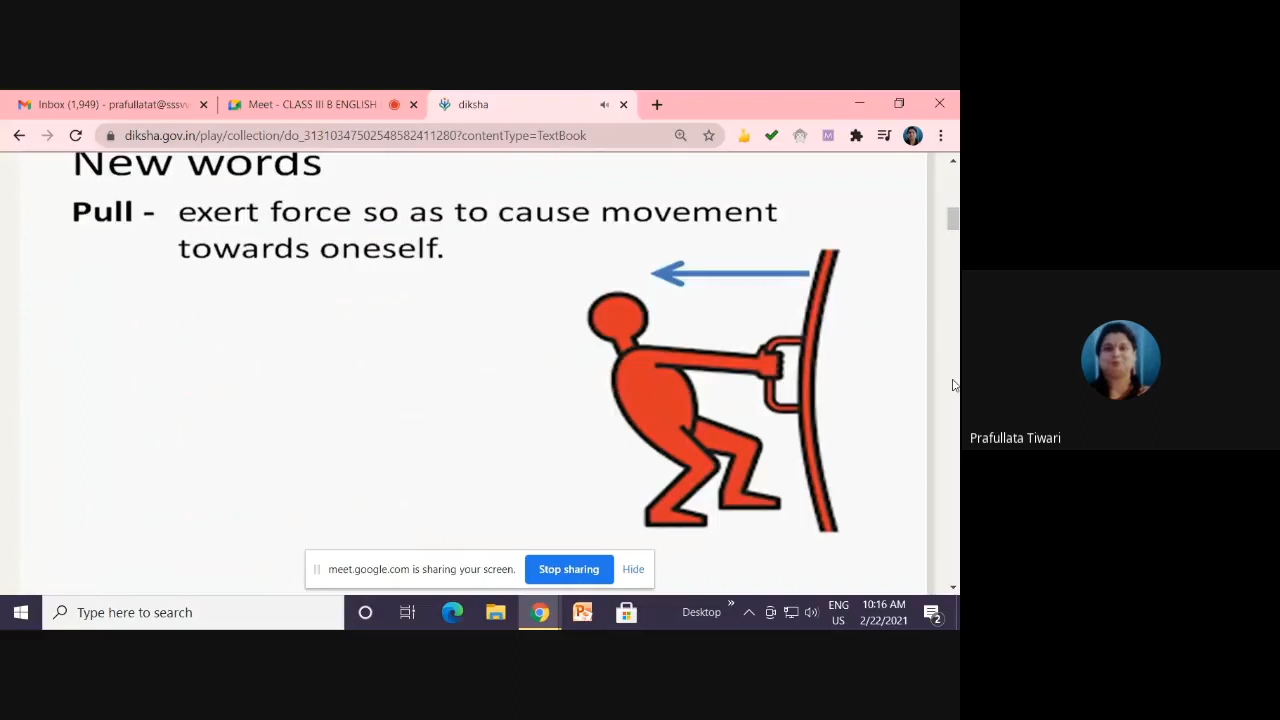 Inbox (1,949) - prafullatat@sssv
Meet - CLASS III B ENGLISH
diksha
diksha.gov.in/play/collection/do_31310347502548582411280?contentType=TextBook
New words
Pull - exert force so as to cause movement
towards oneself.
Prafullata Tiwari
meet.google.com is sharing your screen.
Stop sharing
Hide
Type here to search
Desktop
ENG
US
10:16 AM
2/22/2021
2